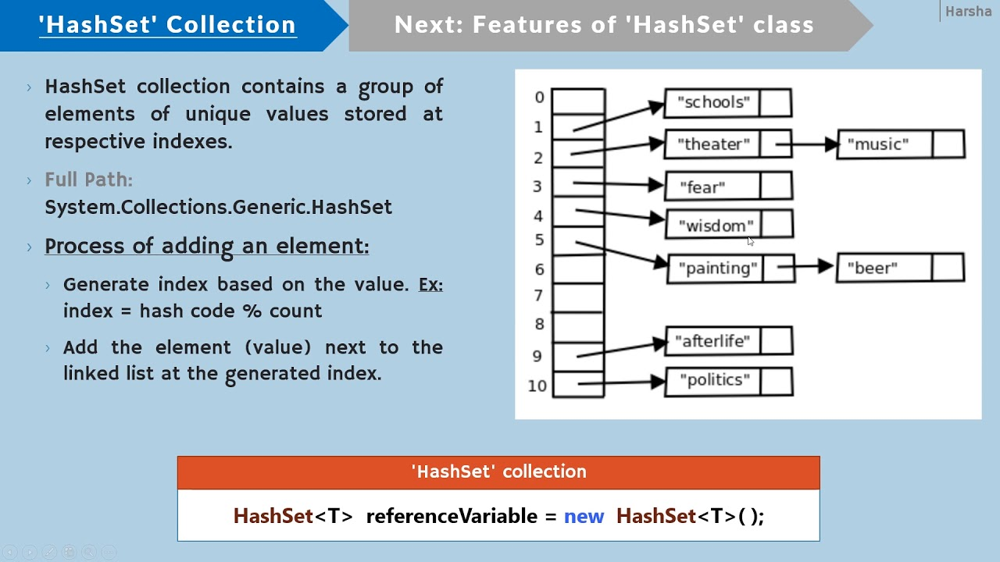 'HashSet' Collection
Next: Features of 'HashSet' class
Harsha
› HashSet collection contains a group of
elements of unique values stored at
respective indexes.
› Full Path:
System.Collections.Generic.HashSet
› Process of adding an element:
› Generate index based on the value. Ex:
index = hash code % count
› Add the element (value) next to the
linked list at the generated index.
0
"schools"
1
2
"theater" "music"
3
"fear"
4
"wisdom"
5
6
"painting" "beer"
7
8
9
"afterlife"
10
"politics"
'HashSet' collection
HashSet<T> referenceVariable = new HashSet<T>( );